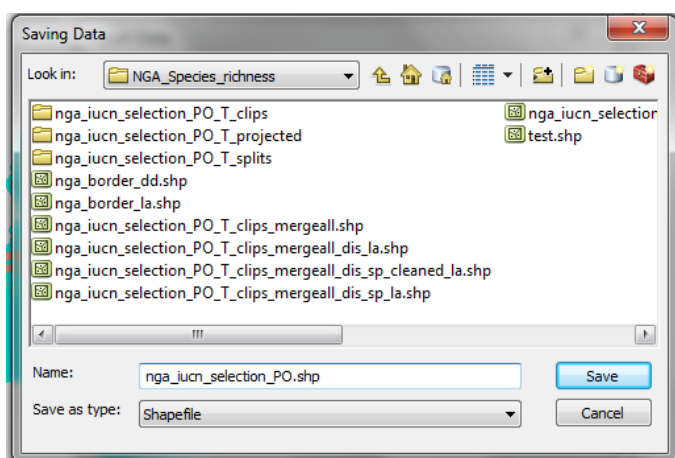 Saving Data
Look in: NGA_Species_richness
nga_iucn_selection_PO_T_clips
nga_iucn_selection_PO_T_projected
nga_iucn_selection_PO_T_splits
nga_border_dd.shp
nga_border_la.shp
nga_iucn_selection_PO_T_clips_mergeall.shp
nga_iucn_selection_PO_T_clips_mergeall_dis_la.shp
nga_iucn_selection_PO_T_clips_mergeall_dis_sp_cleaned_la.shp
nga_iucn_selection_PO_T_clips_mergeall_dis_sp_la.shp
nga_iucn_selection
test.shp
Name: nga_iucn_selection_PO.shp Save
Save as type: Shapefile Cancel